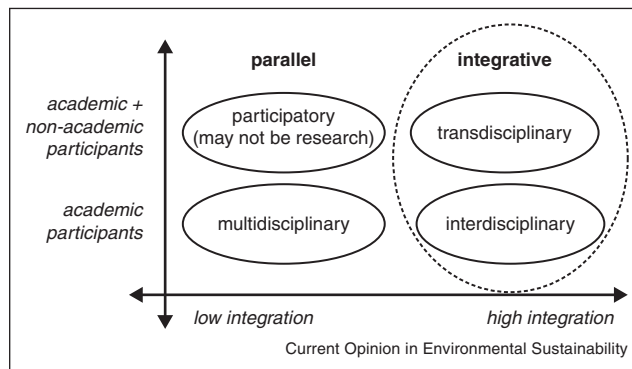 parallel
integrative
academic +
non-academic
participants
participatory
(may not be research)
transdisciplinary
academic
participants
multidisciplinary
interdisciplinary
low integration
high integration
Current Opinion in Environmental Sustainability